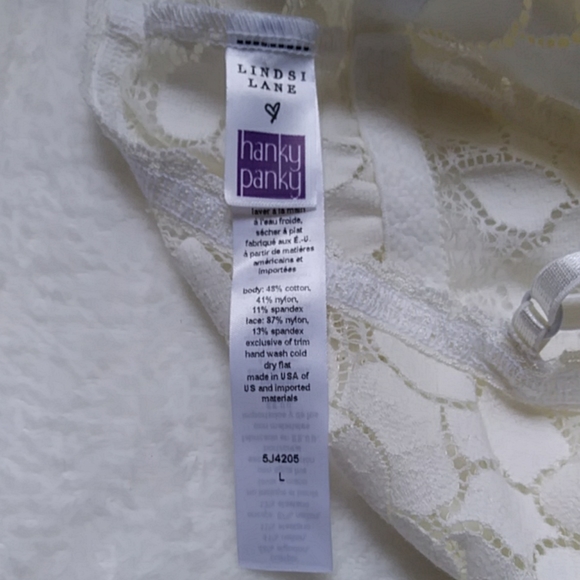 LINDSI
LANE
hanky
panky
laver à la main
à l'eau froide,
sécher à plat
fabriqué aux É.-U.
à partir de matières
américaine et
importées
body: 48% cotton,
41% nylon,
11% spandex
lace: 87% nylon,
13% spandex
exclusive of trim
hand wash cold
dry flat
made in USA of
US and imported
materials
5J4205
L